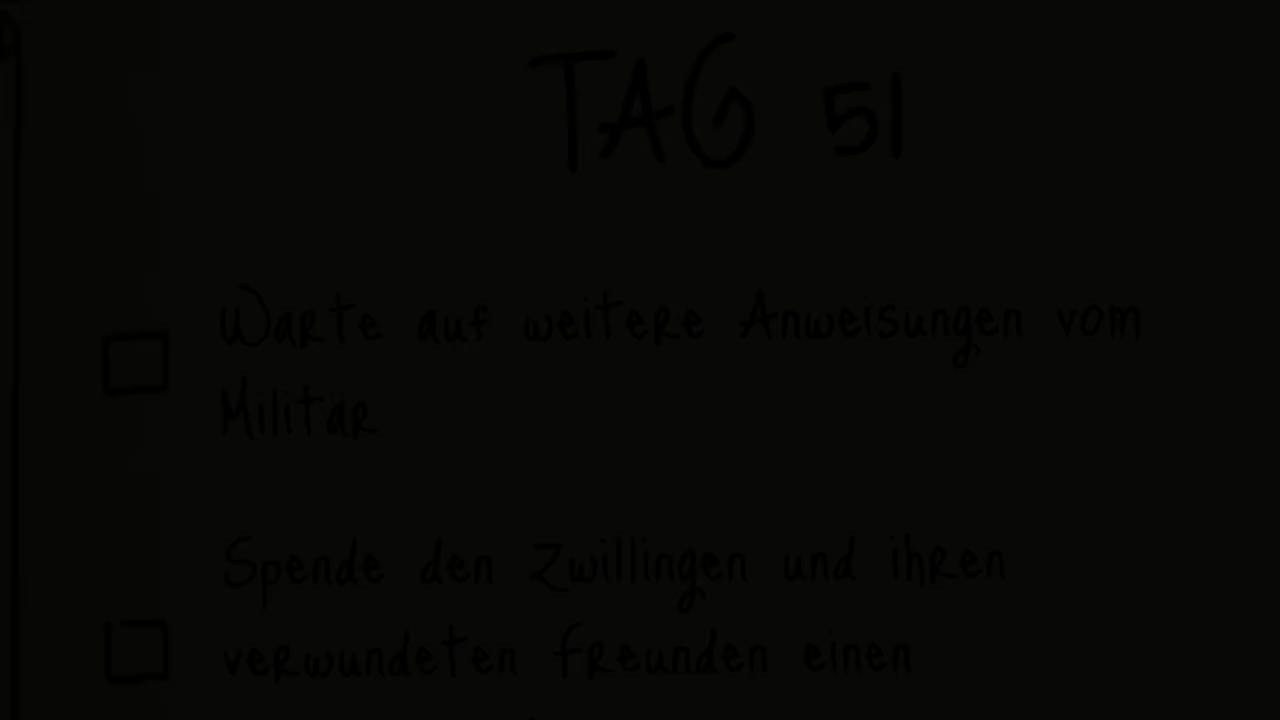 TAG 51
Warte auf weitere Anweisungen vom
Militär
Spende den Zwillingen und ihren
verwundeten Freunden einen